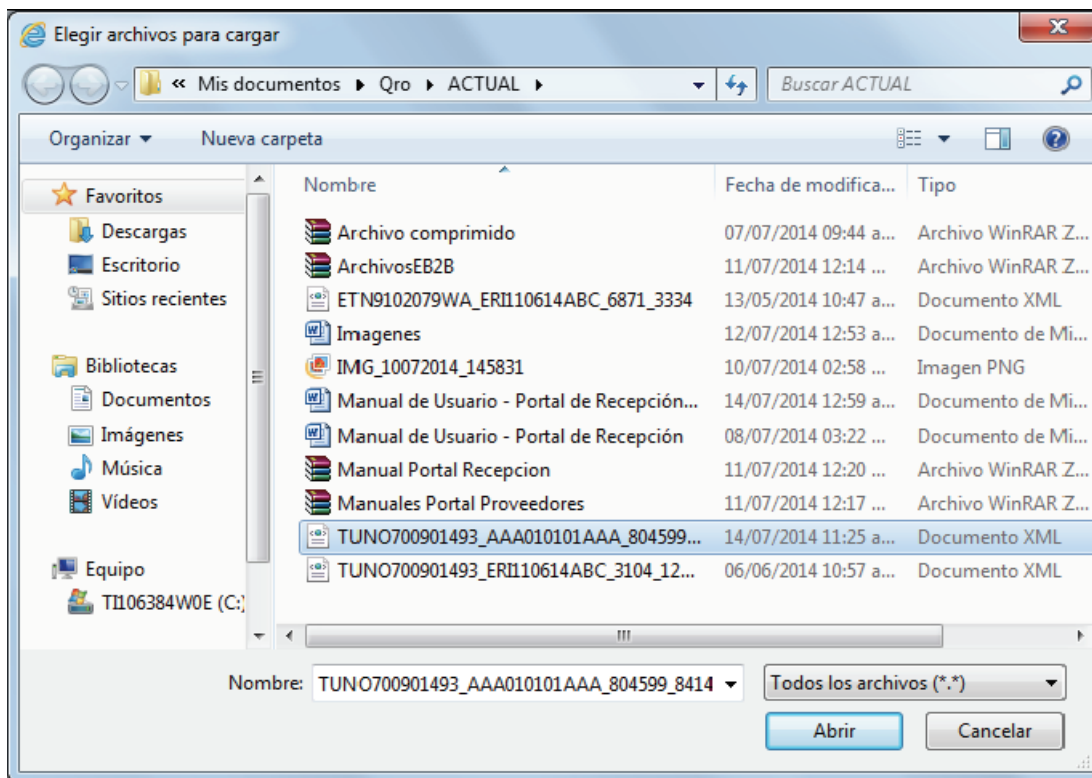 Elegir archivos para cargar
« Mis documentos ▸ Qro ▸ ACTUAL ▸
Buscar ACTUAL
Organizar
Nueva carpeta
Favoritos
Descargas
Escritorio
Sitios recientes
Bibliotecas
Documentos
Imágenes
Música
Vídeos
Equipo
TI106384W0E (C:)
Nombre Fecha de modifica... Tipo
Archivo comprimido 07/07/2014 09:44 a... Archivo WinRAR Z...
ArchivosEB2B 11/07/2014 12:14 ... Archivo WinRAR Z...
ETN9102079WA_ERI110614ABC_6871_3334 13/05/2014 10:47 a... Documento XML
Imagenes 12/07/2014 12:53 a... Documento de Mi...
IMG_10072014_145831 10/07/2014 02:58 ... Imagen PNG
Manual de Usuario - Portal de Recepción... 14/07/2014 12:59 a... Documento de Mi...
Manual de Usuario - Portal de Recepción 08/07/2014 03:22 ... Documento de Mi...
Manual Portal Recepcion 11/07/2014 12:20 ... Archivo WinRAR Z...
Manuales Portal Proveedores 11/07/2014 12:17 ... Archivo WinRAR Z...
TUNO700901493_AAA010101AAA_804599... 14/07/2014 11:25 a... Documento XML
TUNO700901493_ERI110614ABC_3104_12... 06/06/2014 10:57 a... Documento XML
Nombre: TUNO700901493_AAA010101AAA_804599_8414
Todos los archivos (*.*)
Abrir Cancelar